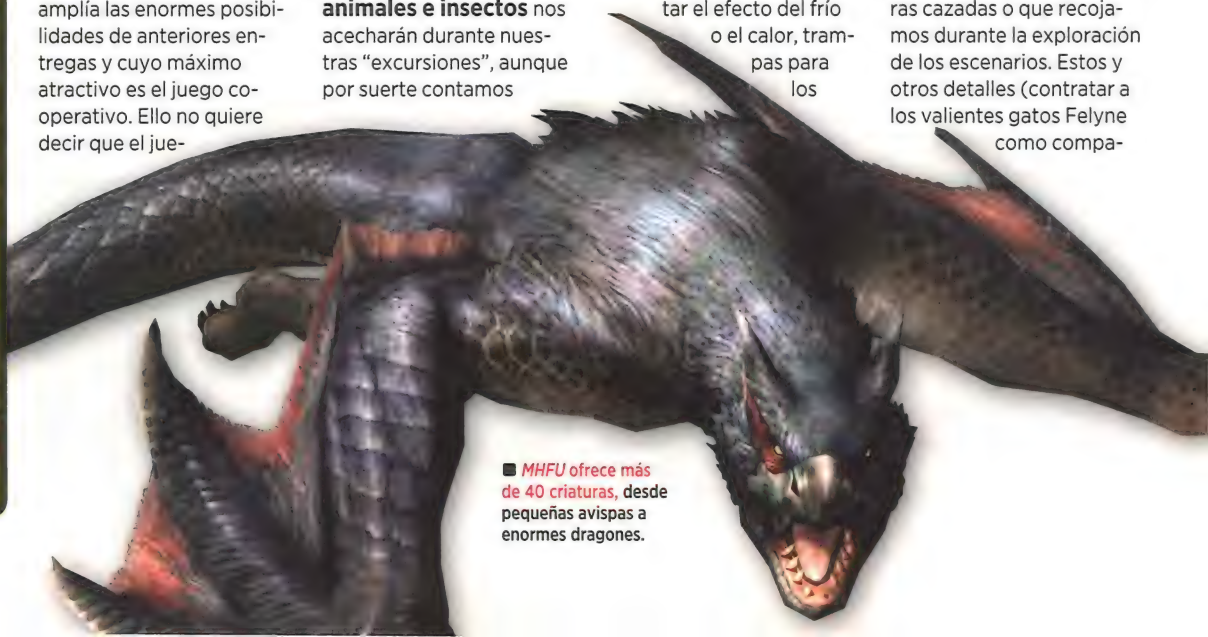 amplía las enormes posibi-
lidades de anteriores en-
tregas y cuyo máximo
atractivo es el juego co-
operativo. Ello no quiere
decir que el jue-
animales e insectos nos
acecharán durante nues-
tras “excursiones”, aunque
por suerte contamos
tar el efecto del frío
o el calor, tram-
pas para
los
ras cazadas o que recoja-
mos durante la exploración
de los escenarios. Estos y
otros detalles (contratar a
los valientes gatos Felyne
como compa-
MHFU ofrece más
de 40 criaturas, desde
pequeñas avispas a
enormes dragones.